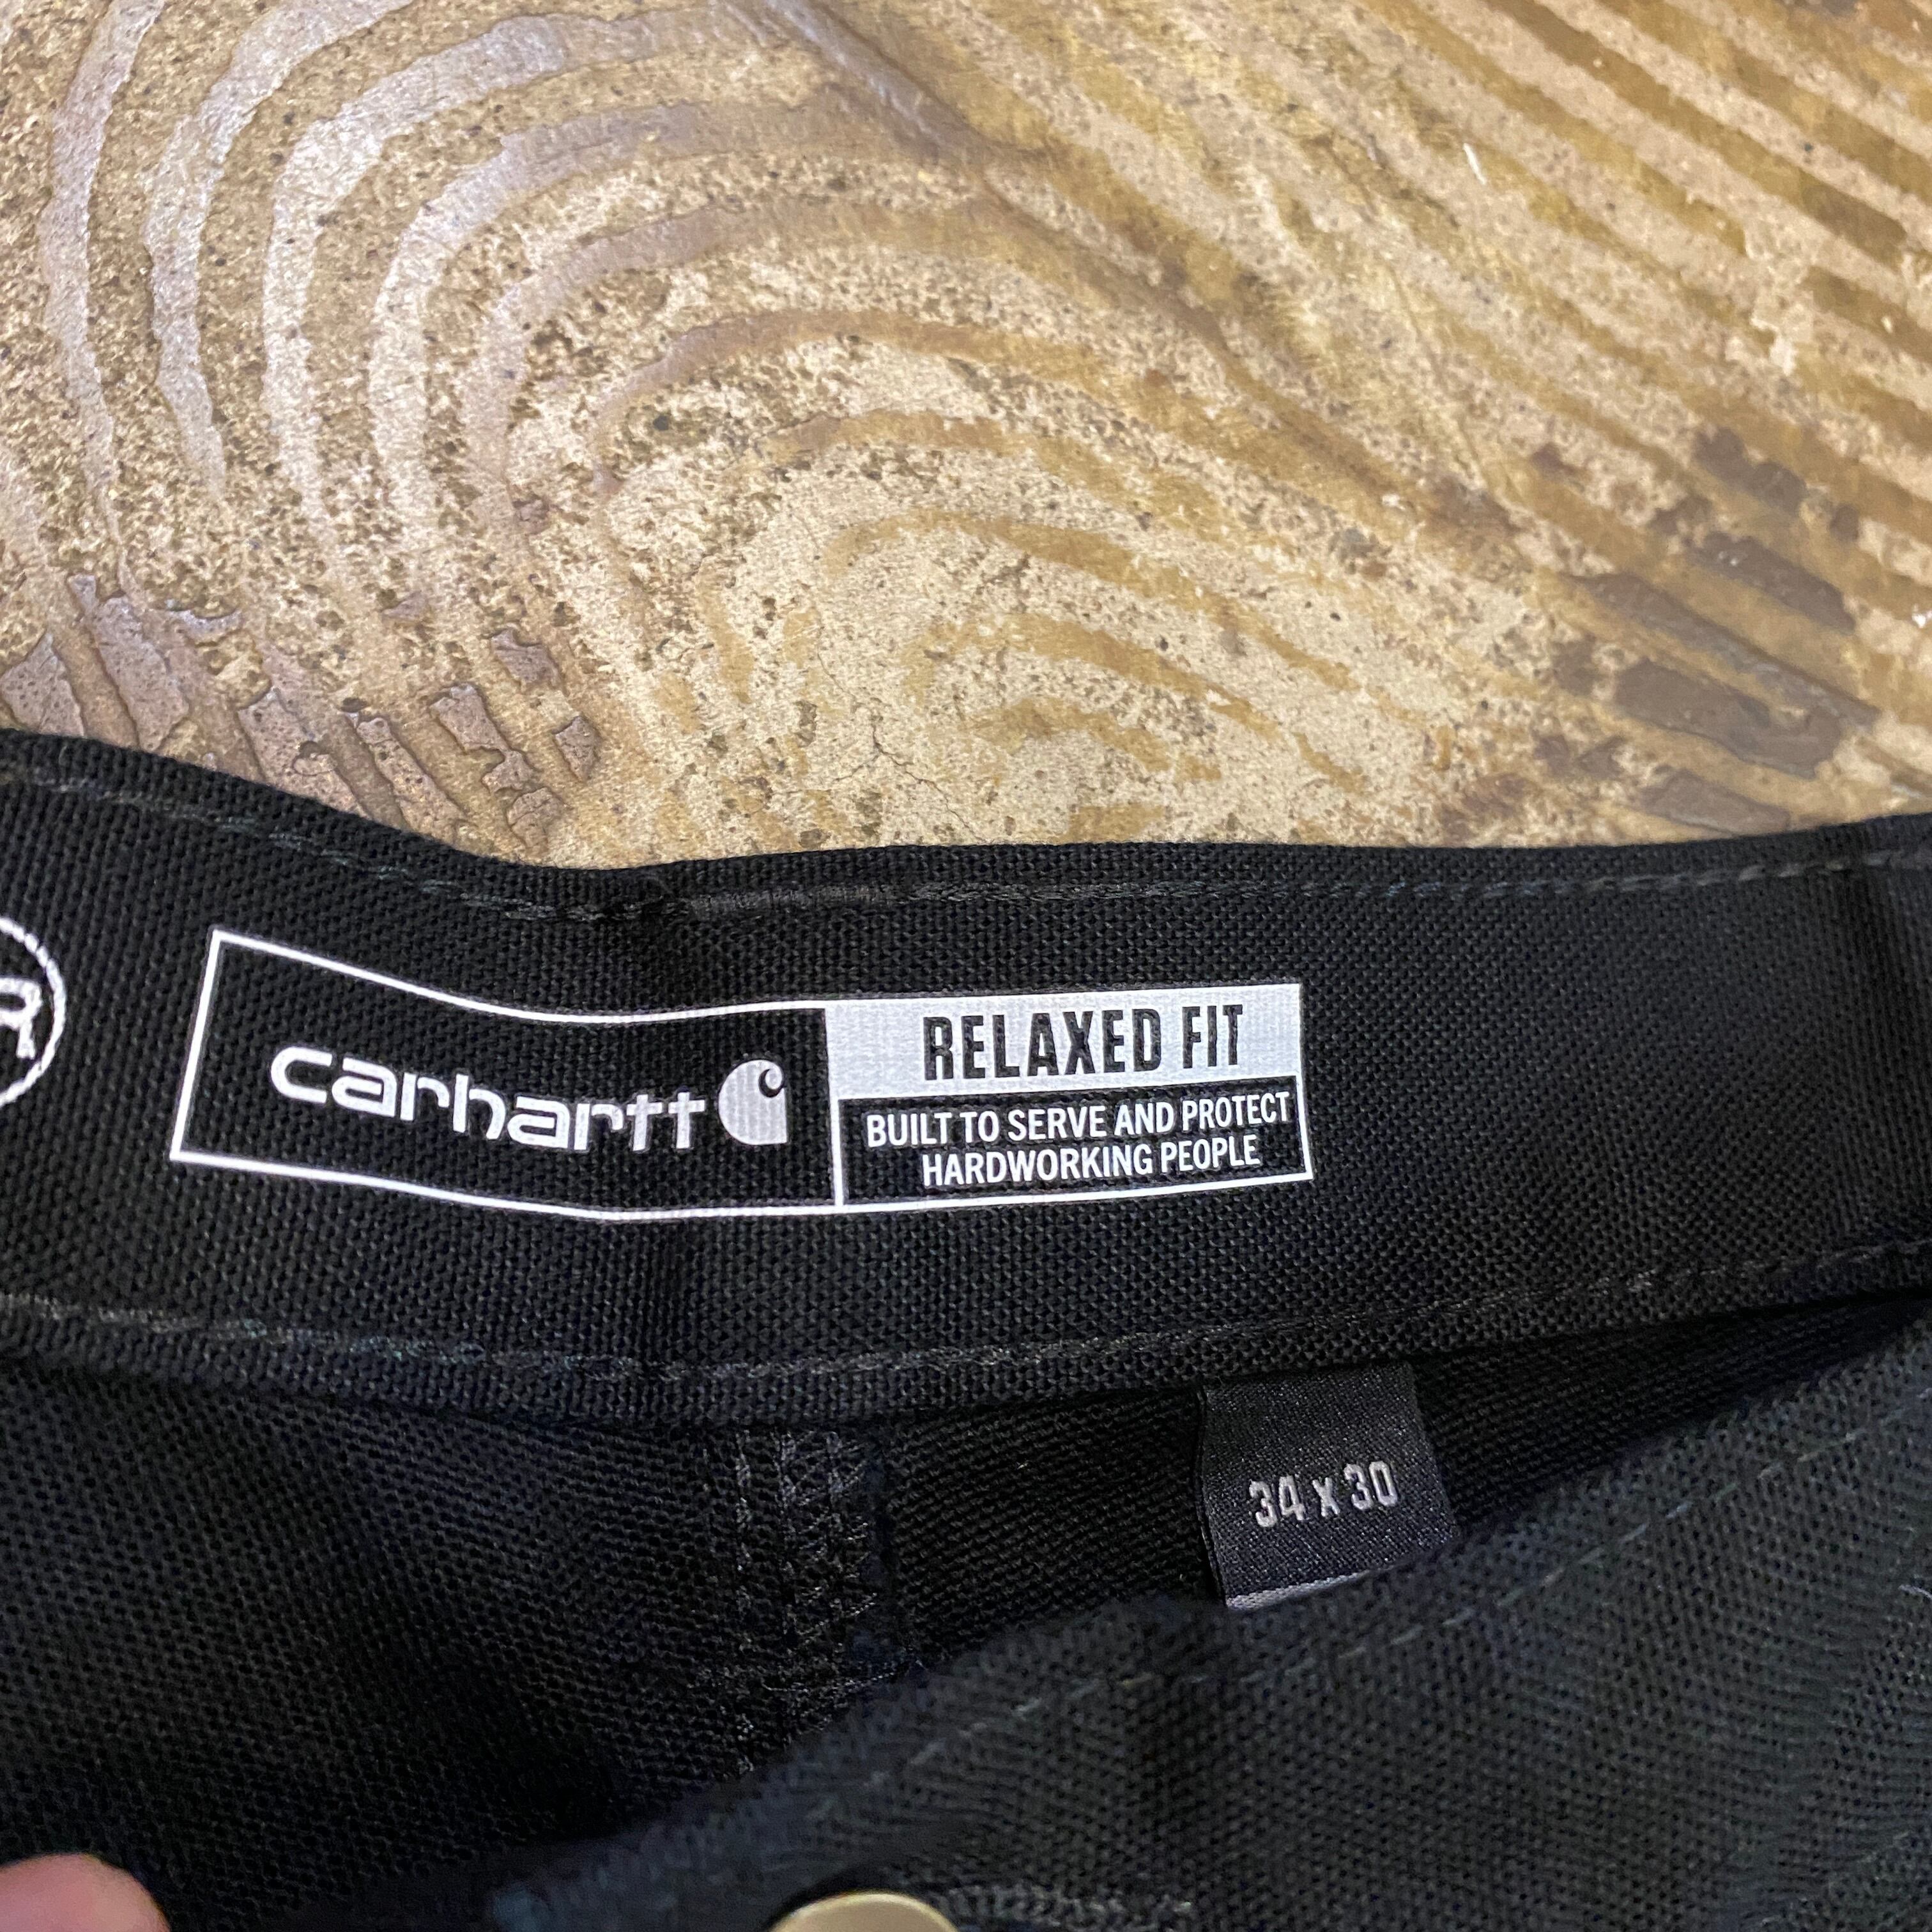 carhartt
RELAXED FIT
BUILT TO SERVE AND PROTECT
HARDWORKING PEOPLE
34 x 30